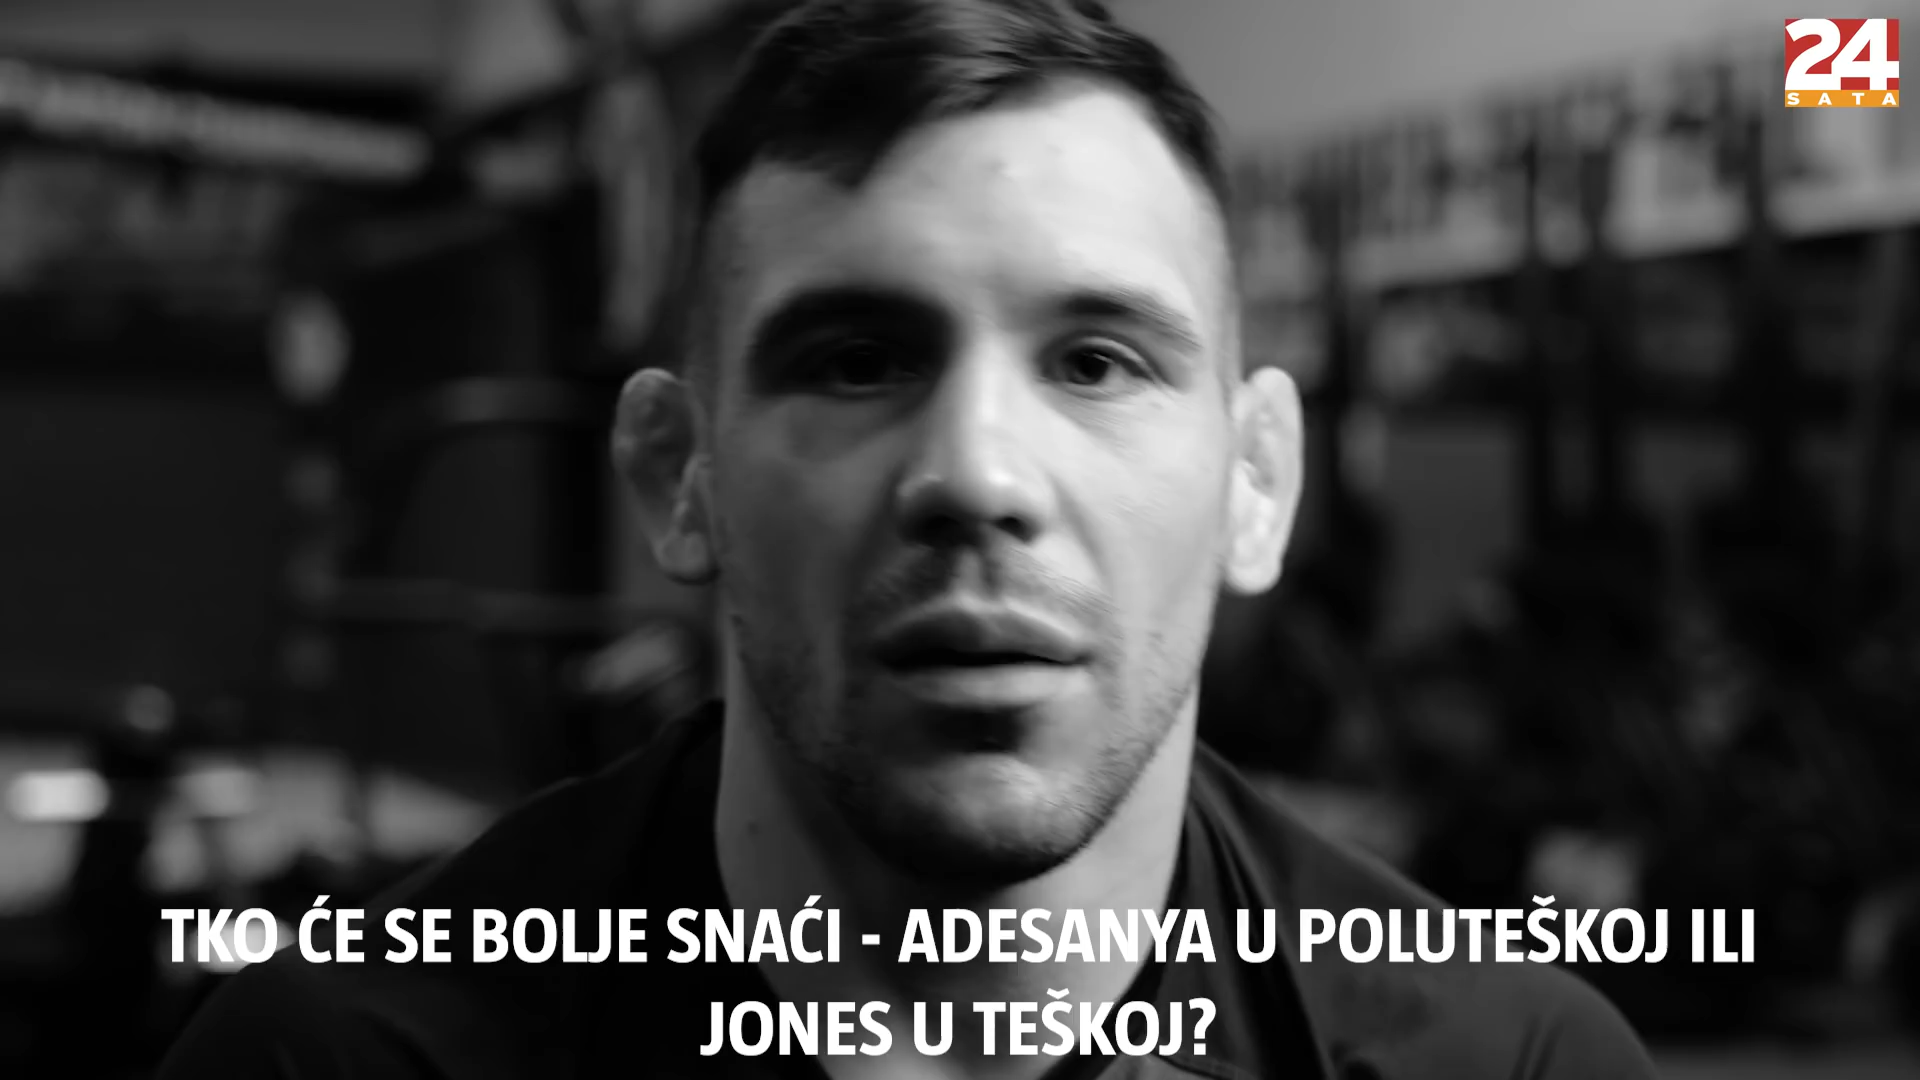 24
SATA
TKO ĆE SE BOLJE SNAĆI - ADESANYA U POLUTEŠKOJ ILI
JONES U TEŠKOJ?